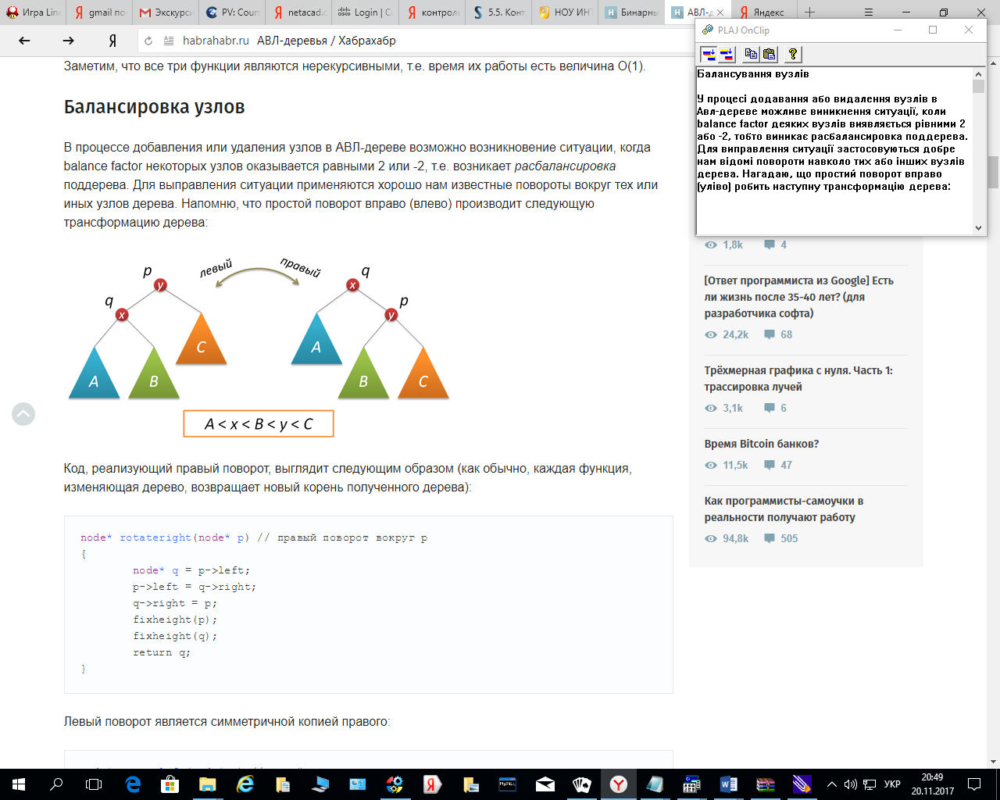 Игра Line
gmail по
Экскурси
PV: Cour
netacad.c
Login | Ci
контроль
5.5. Конт
НОУ ИНТ
Бинарны
АВЛ-д
Яндекс
habrahabr.ru АВЛ-деревья / Хабрахабр
PLAJ OnClip
Балансування вузлів
У процесі додавання або видалення вузлів в
Авл-дереве можливе виникнення ситуації, коли
balance factor деяких вузлів виявляється рівними 2
або -2, тобто виникає расбалансировка поддерева.
Для виправлення ситуації застосовуються добре
нам відомі повороти навколо тих або інших вузлів
дерева. Нагадаю, що простий поворот вправо
(уліво) робить наступну трансформацію дерева:
Заметим, что все три функции являются нерекурсивными, т.е. время их работы есть величина O(1).
Балансировка узлов
В процессе добавления или удаления узлов в АВЛ-дереве возможно возникновение ситуации, когда
balance factor некоторых узлов оказывается равными 2 или -2, т.е. возникает расбалансировка
поддерева. Для выправления ситуации применяются хорошо нам известные повороты вокруг тех или
иных узлов дерева. Напомню, что простой поворот вправо (влево) производит следующую
трансформацию дерева:
p
y
q
x
A
B
C
левый
правый
q
x
p
y
A
B
C
A < x < B < y < C
Код, реализующий правый поворот, выглядит следующим образом (как обычно, каждая функция,
изменяющая дерево, возвращает новый корень полученного дерева):
node* rotateright(node* p) // правый поворот вокруг p
{
node* q = p->left;
p->left = q->right;
q->right = p;
fixheight(p);
fixheight(q);
return q;
}
Левый поворот является симметричной копией правого:
1,8k 4
[Ответ программиста из Google] Есть
ли жизнь после 35-40 лет? (для
разработчика софта)
24,2k 68
Трёхмерная графика с нуля. Часть 1:
трассировка лучей
3,1k 6
Время Bitcoin банков?
11,5k 47
Как программисты-самоучки в
реальности получают работу
94,8k 505
УКР
20:49
20.11.2017